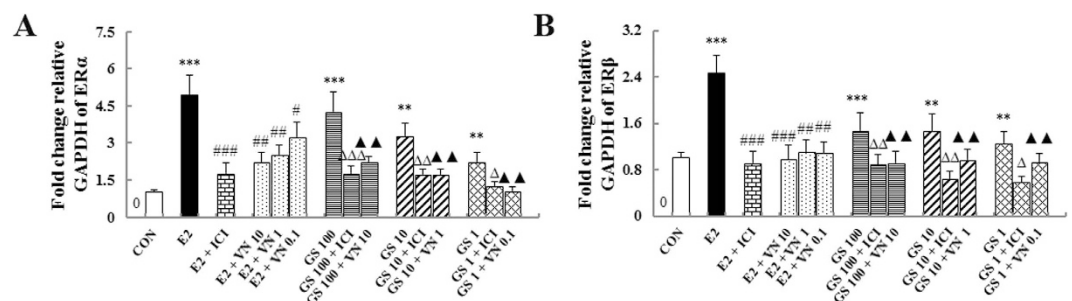 A
Fold change relative
GAPDH of ERα
7.5
6
4.5
3
1.5
0
***
###
##
##
#
***
△△△
▲▲
**
△△
▲▲
**
△
▲▲
CON
E2
E2 + ICI
E2 + VN 10
E2 + VN 1
E2 + VN 0.1
GS 100
GS 100 + ICI
GS 100 + VN 10
GS 10
GS 10 + ICI
GS 10 + VN 1
GS 1
GS 1 + ICI
GS 1 + VN 0.1
B
Fold change relative
GAPDH of ERβ
3.2
2.4
1.6
0.8
0
***
###
###
##
##
***
△△
▲▲
**
△△
▲▲
**
△
▲▲
CON
E2
E2 + ICI
E2 + VN 10
E2 + VN 1
E2 + VN 0.1
GS 100
GS 100 + ICI
GS 100 + VN 10
GS 10
GS 10 + ICI
GS 10 + VN 1
GS 1
GS 1 + ICI
GS 1 + VN 0.1